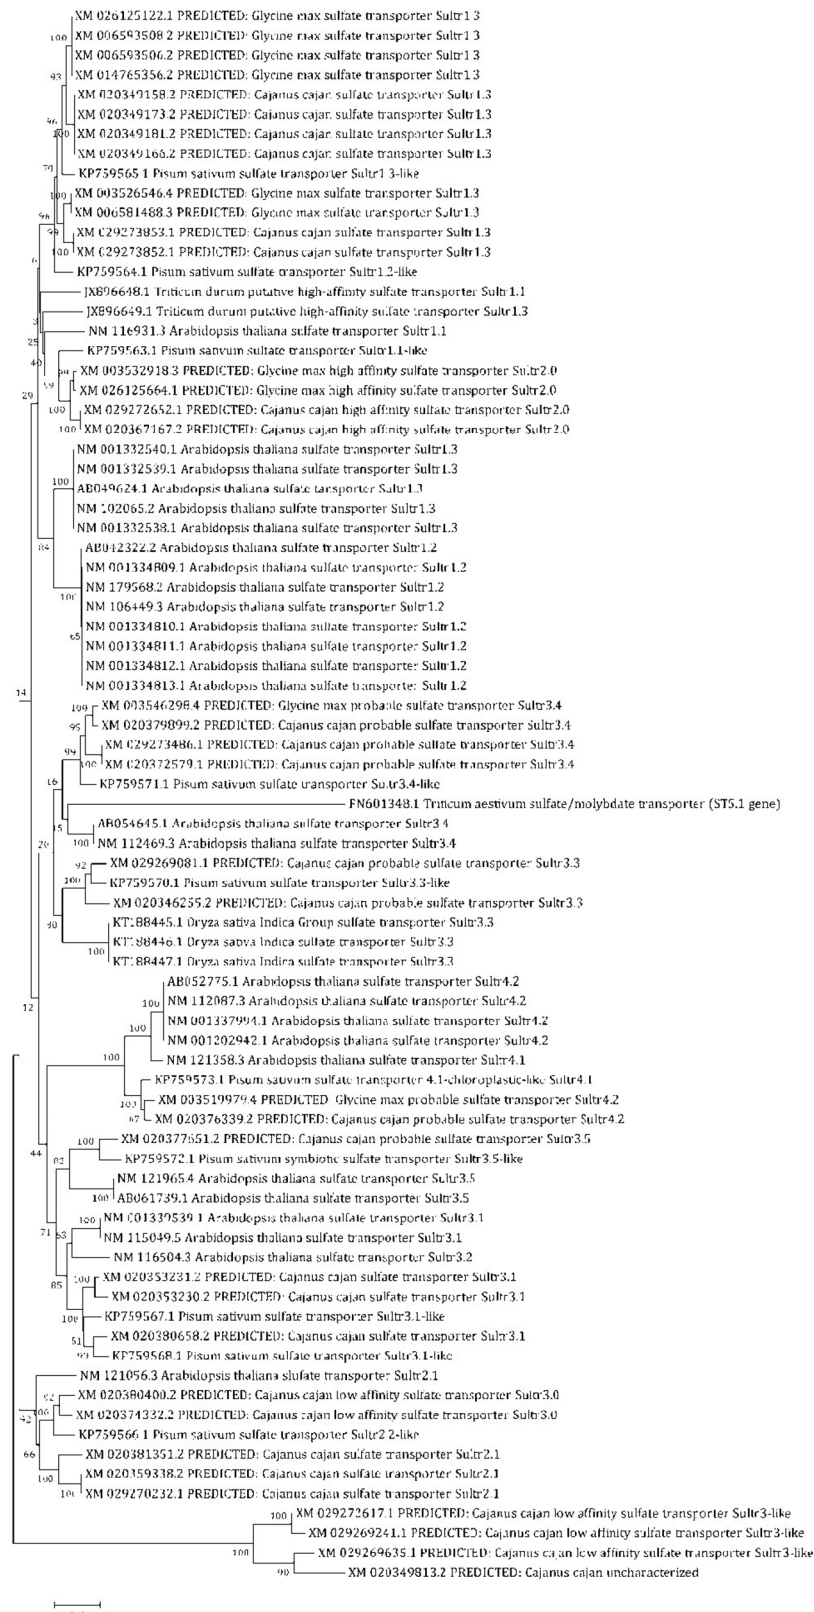 XM 026125122.1 PREDICTED: Glycine max sulfate transporter Sultr1 3
XM 006593508 2 PREDICTED: Glycine max sulfate transporter Sultr1 3
XM 006593506.2 PREDICTED: Glycine max sulfate transporter Sultr1 3
XM 014765356.2 PREDICTED: Glycine max sulfate transporter Sultr1 3
XM 020349158.2 PREDICTED: Cajanus cajan sulfate transporter Sultr1.3
XM 020349173.2 PREDICTED: Cajanus cajan sulfate transporter Sultr1.3
XM 020349181.2 PREDICTED: Cajanus cajan sulfate transporter Sultr1.3
XM 020349166.2 PREDICTED: Cajanus cajan sulfate transporter Sultr1.3
KP759565 1 Pisum sativum sulfate transporter Sultr1 3-like
XM 003526546.4 PREDICTED: Glycine max sulfate transporter Sultr1.3
XM 006581488.3 PREDICTED: Glycine max sulfate transporter Sultr1.3
XM 029273853.1 PREDICTED: Cajanus cajan sulfate transporter Sultr1.3
XM 029273852.1 PREDICTED: Cajanus cajan sulfate transporter Sultr1.3
KP759564.1 Pisum sativum sulfate transporter Sultr1.2-like
JX896648.1 Triticum durum putative high-affinity sulfate transporter Sultr1.1
JX896649.1 Triticum durum putative high-affinity sulfate transporter Sultr1.3
NM 116931.3 Arabidopsis thaliana sulfate transporter Sultr1.1
KP759563.1 Pisum sativum sulfate transporter Sultr1.1-like
XM 003532918.3 PREDICTED: Glycine max high affinity sulfate transporter Sultr2.0
XM 026125664.1 PREDICTED: Glycine max high affinity sulfate transporter Sultr2.0
XM 029272652.1 PREDICTED: Cajanus cajan high affinity sulfate transporter Sultr2.0
XM 020367167.2 PREDICTED: Cajanus cajan high affinity sulfate transporter Sultr2.0
NM 001332540.1 Arabidopsis thaliana sulfate transporter Sultr1.3
NM 001332539.1 Arabidopsis thaliana sulfate transporter Sultr1.3
AB049624.1 Arabidopsis thaliana sulfate tansporter Sultr1.3
NM 102065.2 Arabidopsis thaliana sulfate transporter Sultr1.3
NM 001332538.1 Arabidopsis thaliana sulfate transporter Sultr1.3
AB042322.2 Arabidopsis thaliana sulfate transporter Sultr1.2
NM 001334809.1 Arabidopsis thaliana sulfate transporter Sultr1.2
NM 179568.2 Arabidopsis thaliana sulfate transporter Sultr1.2
NM 106449.3 Arabidopsis thaliana sulfate transporter Sultr1.2
NM 001334810.1 Arabidopsis thaliana sulfate transporter Sultr1.2
NM 001334811.1 Arabidopsis thaliana sulfate transporter Sultr1.2
NM 001334812.1 Arabidopsis thaliana sulfate transporter Sultr1.2
NM 001334813.1 Arabidopsis thaliana sulfate transporter Sultr1.2
XM 003546298.4 PREDICTED: Glycine max probable sulfate transporter Sultr3.4
XM 020379899.2 PREDICTED: Cajanus cajan probable sulfate transporter Sultr3.4
XM 029273486.1 PREDICTED: Cajanus cajan probable sulfate transporter Sultr3.4
XM 020372579.1 PREDICTED: Cajanus cajan probable sulfate transporter Sultr3.4
KP759571.1 Pisum sativum sulfate transporter Sultr3.4-like
FN601348.1 Triticum aestivum sulfate/molybdate transporter (ST5.1 gene)
AB054645.1 Arabidopsis thaliana sulfate transporter Sultr3 4
NM 112469.3 Arabidopsis thaliana sulfate transporter Sultr3.4
XM 029269081.1 PREDICTED: Cajanus cajan probable sulfate transporter Sultr3.3
KP759570.1 Pisum sativum sulfate transporter Sultr3.3-like
XM 020346255.2 PREDICTED: Cajanus cajan probable sulfate transporter Sultr3.3
KT188445.1 Oryza sativa Indica Group sulfate transporter Sultr3.3
KT188446.1 Oryza sativa Indica sulfate transporter Sultr3.3
KT188447.1 Oryza sativa Indica sulfate transporter Sultr3.3
AB052775.1 Arabidopsis thaliana sulfate transporter Sultr4.2
NM 112087.3 Arabidopsis thaliana sulfate transporter Sultr4.2
NM 001337994.1 Arabidopsis thaliana sulfate transporter Sultr4.2
NM 001202942.1 Arabidopsis thaliana sulfate transporter Sultr4.2
NM 121358.3 Arabidopsis thaliana sulfate transporter Sultr4.1
KP759573.1 Pisum sativum sulfate transporter 4.1-chloroplastic-like Sultr4.1
XM 003519979.4 PREDICTED Glycine max probable sulfate transporter Sultr4.2
XM 020376339.2 PREDICTED: Cajanus cajan probable sulfate transporter Sultr4.2
XM 020377651.2 PREDICTED: Cajanus cajan probable sulfate transporter Sultr3.5
KP759572.1 Pisum sativum symbiotic sulfate transporter Sultr3.5-like
NM 121965.4 Arabidopsis thaliana sulfate transporter Sultr3.5
AB061739.1 Arabidopsis thaliana sulfate transporter Sultr3.5
NM 001339539 1 Arabidopsis thaliana sulfate transporter Sultr3.1
NM 115049.5 Arabidopsis thaliana sulfate transporter Sultr3.1
NM 116504.3 Arabidopsis thaliana sulfate transporter Sultr3.2
XM 020353231.2 PREDICTED: Cajanus cajan sulfate transporter Sultr3.1
XM 020353230.2 PREDICTED: Cajanus cajan sulfate transporter Sultr3.1
KP759567.1 Pisum sativum sulfate transporter Sultr3.1-like
XM 020380658.2 PREDICTED: Cajanus cajan sulfate transporter Sultr3.1
KP759568.1 Pisum sativum sulfate transporter Sultr3.1-like
NM 121056.3 Arabidopsis thaliana slufate transporter Sultr2.1
XM 020380400.2 PREDICTED: Cajanus cajan low affinity sulfate transporter Sultr3.0
XM 020374332.2 PREDICTED: Cajanus cajan low affinity sulfate transporter Sultr3.0
KP759566 1 Pisum sativum sulfate transporter Sultr2 2-like
XM 020381351.2 PREDICTED: Cajanus cajan sulfate transporter Sultr2.1
XM 020359338.2 PREDICTED: Cajanus cajan sulfate transporter Sultr2.1
XM 029270232.1 PREDICTED: Cajanus cajan sulfate transporter Sultr2.1
XM 029272617.1 PREDICTED: Cajanus cajan low affinity sulfate transporter Sultr3-like
XM 029269241.1 PREDICTED: Cajanus cajan low affinity sulfate transporter Sultr3-like
XM 029269635.1 PREDICTED: Cajanus cajan low affinity sulfate transporter Sultr3-like
XM 020349813.2 PREDICTED: Cajanus cajan uncharacterized